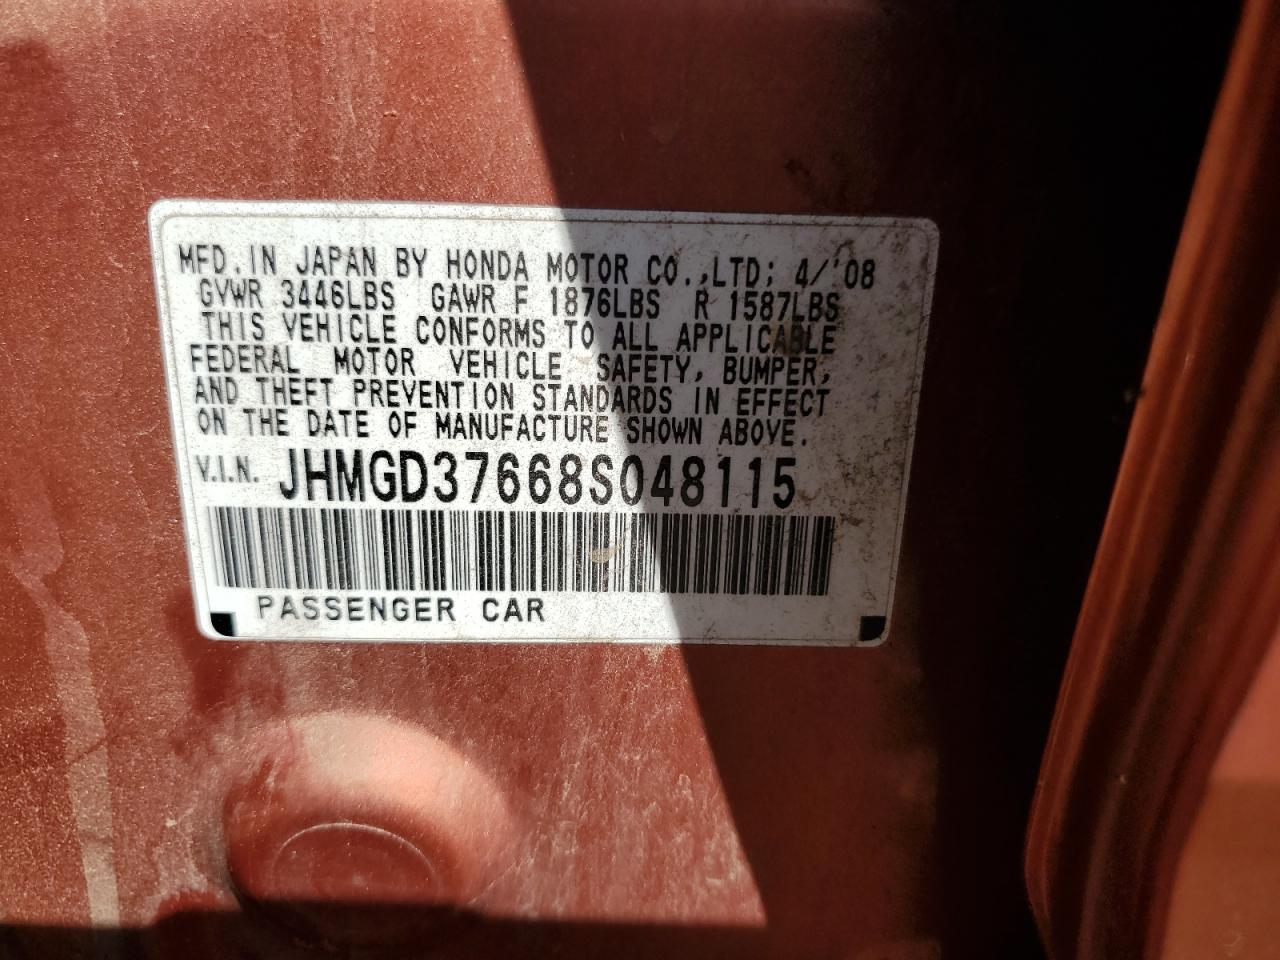 MFD. IN JAPAN BY HONDA MOTOR CO.,LTD; 4/'08
GVWR 3446LBS GAWR F 1876LBS R 1587LBS
THIS VEHICLE CONFORMS TO ALL APPLICABLE
FEDERAL MOTOR VEHICLE SAFETY, BUMPER,
AND THEFT PREVENTION STANDARDS IN EFFECT
ON THE DATE OF MANUFACTURE SHOWN ABOVE.
V.I.N. JHMGD37668S048115
PASSENGER CAR